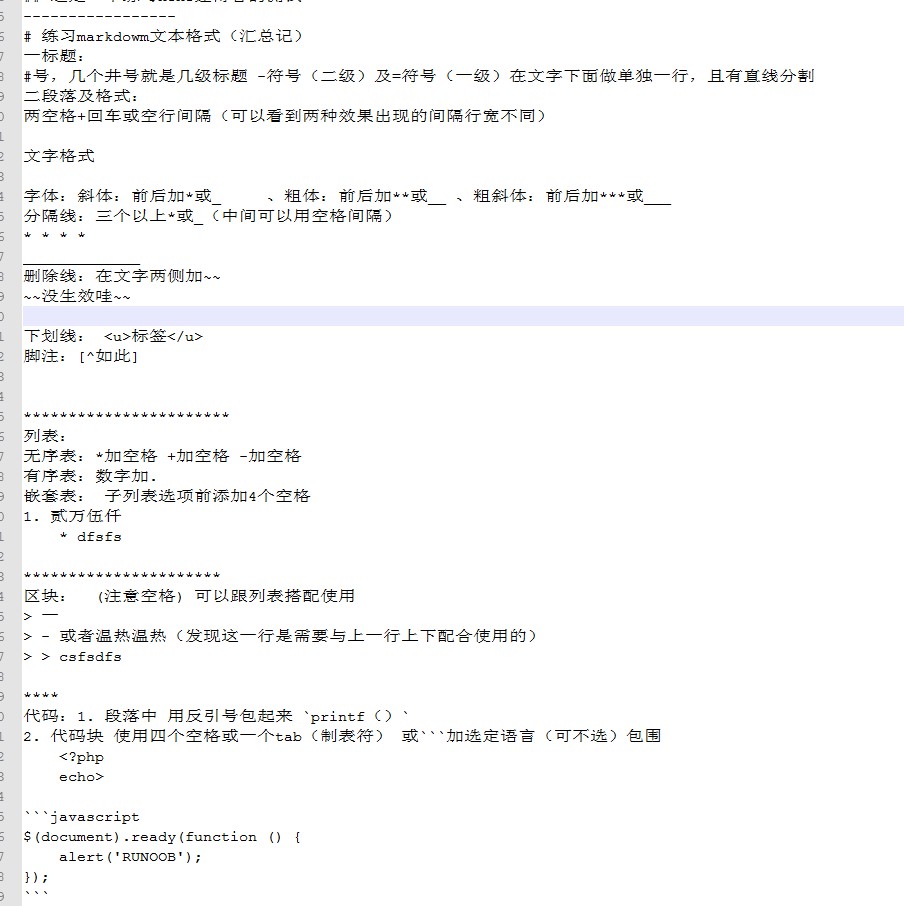 -----------------
# 练习markdowm文本格式（汇总记）
一标题：
#号，几个井号就是几级标题 -符号（二级）及=符号（一级）在文字下面做单独一行，且有直线分割
二段落及格式：
两空格+回车或空行间隔（可以看到两种效果出现的间隔行宽不同）
文字格式
字体：斜体：前后加*或_     、粗体：前后加**或__ 、粗斜体：前后加***或___
分隔线：三个以上*或_（中间可以用空格间隔）
* * * *
_____________
删除线：在文字两侧加~~
~~没生效哇~~
下划线： <u>标签</u>
脚注：[^如此]
***********************
列表：
无序表：*加空格 +加空格 -加空格
有序表：数字加.
嵌套表： 子列表选项前添加4个空格
1. 贰万伍仟
    * dfsfs
**********************
区块：  (注意空格) 可以跟列表搭配使用
> 一
> - 或者温热温热（发现这一行是需要与上一行上下配合使用的）
> > csfsdfs
****
代码：1. 段落中 用反引号包起来 `printf（）`
2. 代码块 使用四个空格或一个tab（制表符） 或```加选定语言（可不选）包围
    <?php
    echo>
```javascript
$(document).ready(function () {
    alert('RUNOOB');
});
```